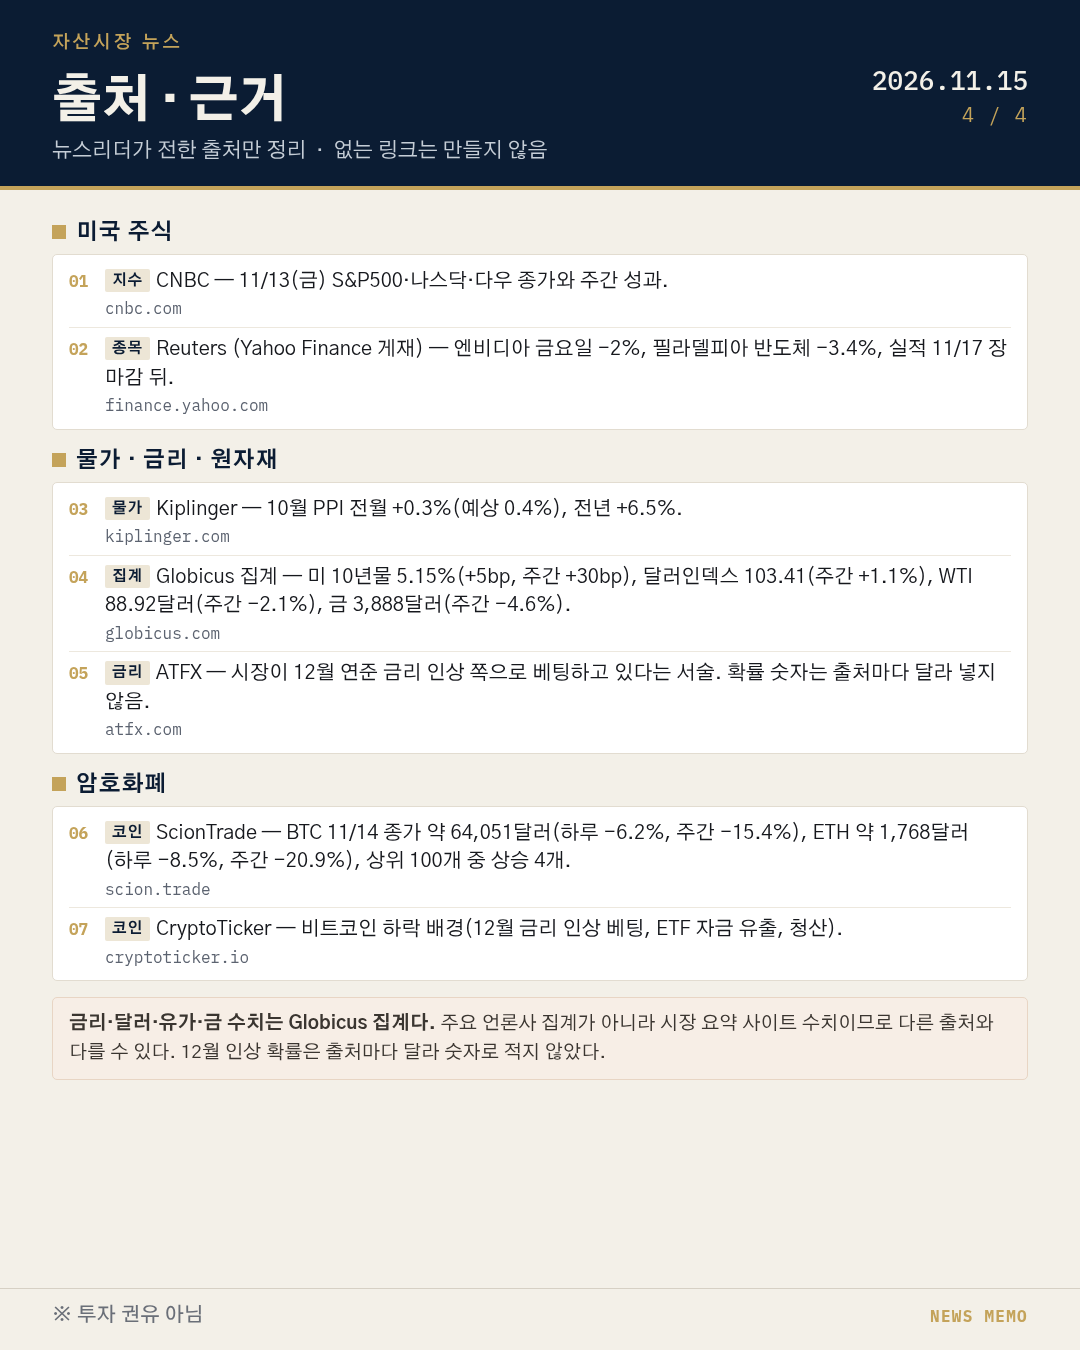 자산시장 뉴스
출처·근거
2026.11.15
4 / 4
뉴스리더가 전한 출처만 정리 · 없는 링크는 만들지 않음
미국 주식
01 지수 CNBC — 11/13(금) S&P500·나스닥·다우 종가와 주간 성과.
cnbc.com
02 종목 Reuters (Yahoo Finance 게재) — 엔비디아 금요일 −2%, 필라델피아 반도체 −3.4%, 실적 11/17 장
마감 뒤.
finance.yahoo.com
물가 · 금리 · 원자재
03 물가 Kiplinger — 10월 PPI 전월 +0.3%(예상 0.4%), 전년 +6.5%.
kiplinger.com
04 집계 Globicus 집계 — 미 10년물 5.15%(+5bp, 주간 +30bp), 달러인덱스 103.41(주간 +1.1%), WTI
88.92달러(주간 −2.1%), 금 3,888달러(주간 −4.6%).
globicus.com
05 금리 ATFX — 시장이 12월 연준 금리 인상 쪽으로 베팅하고 있다는 서술. 확률 숫자는 출처마다 달라 넣지
않음.
atfx.com
암호화폐
06 코인 ScionTrade — BTC 11/14 종가 약 64,051달러(하루 −6.2%, 주간 −15.4%), ETH 약 1,768달러
(하루 −8.5%, 주간 −20.9%), 상위 100개 중 상승 4개.
scion.trade
07 코인 CryptoTicker — 비트코인 하락 배경(12월 금리 인상 베팅, ETF 자금 유출, 청산).
cryptoticker.io
금리·달러·유가·금 수치는 Globicus 집계다. 주요 언론사 집계가 아니라 시장 요약 사이트 수치이므로 다른 출처와
다를 수 있다. 12월 인상 확률은 출처마다 달라 숫자로 적지 않았다.
※ 투자 권유 아님
NEWS MEMO